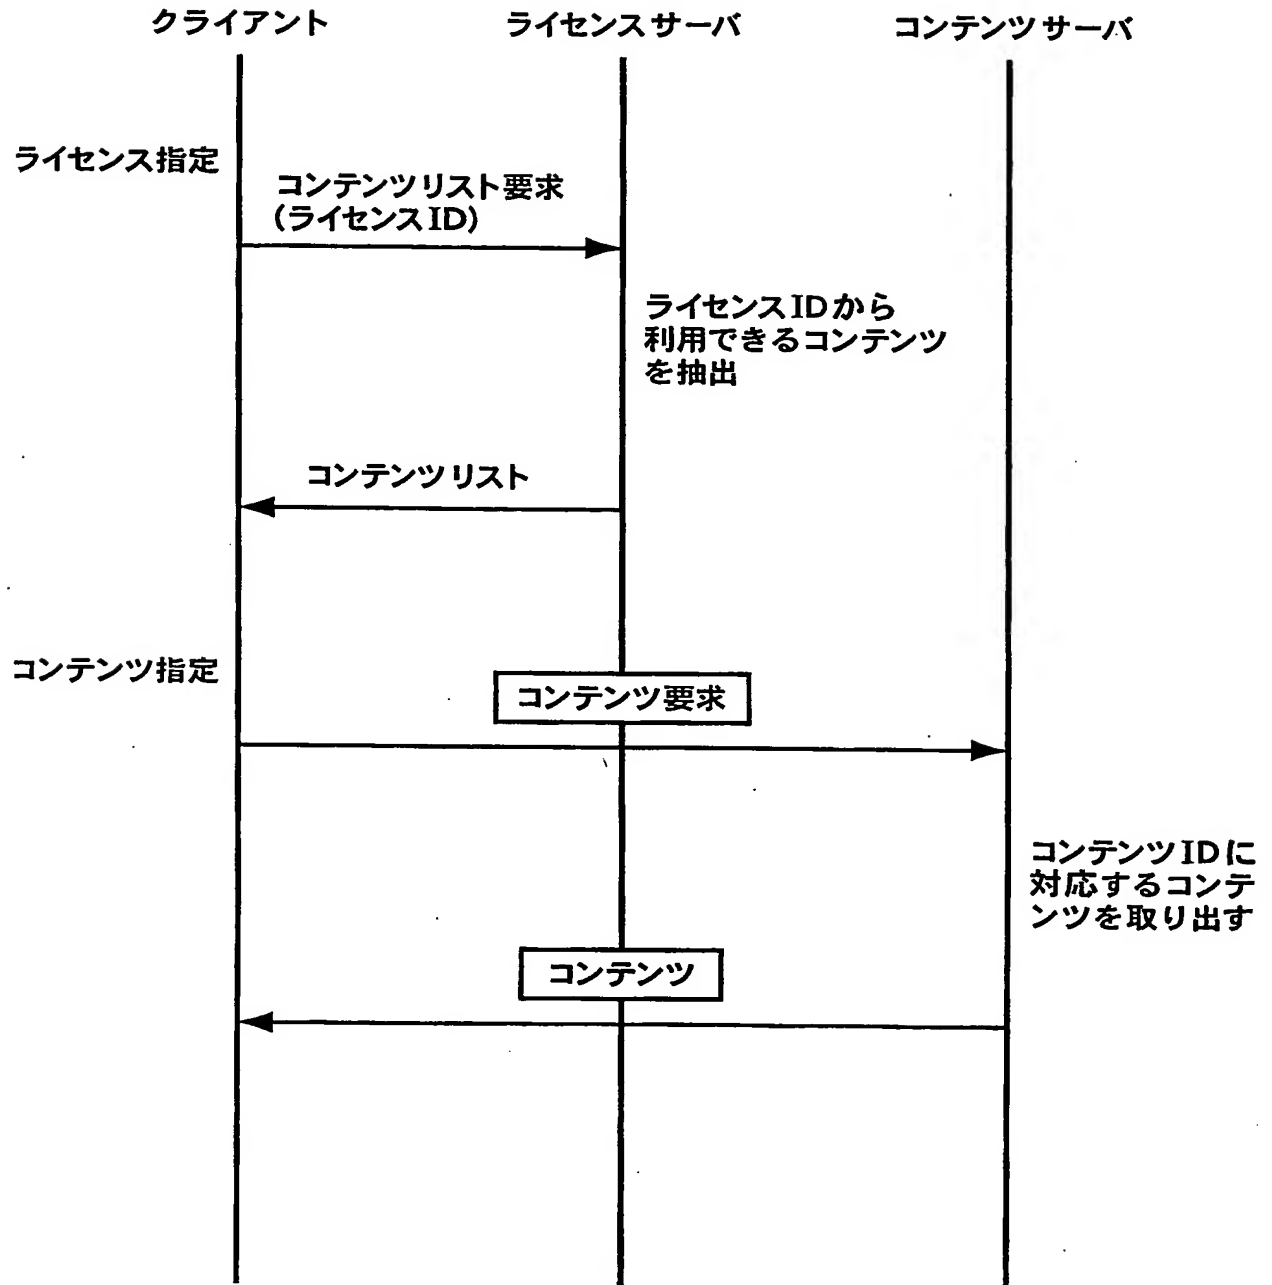 クライアント
ライセンスサーバ
コンテンツサーバ
ライセンス指定
コンテンツリスト要求
(ライセンスID)
ライセンスIDから
利用できるコンテンツ
を抽出
コンテンツリスト
コンテンツ指定
コンテンツ要求
コンテンツIDに
対応するコンテ
ンツを取り出す
コンテンツ